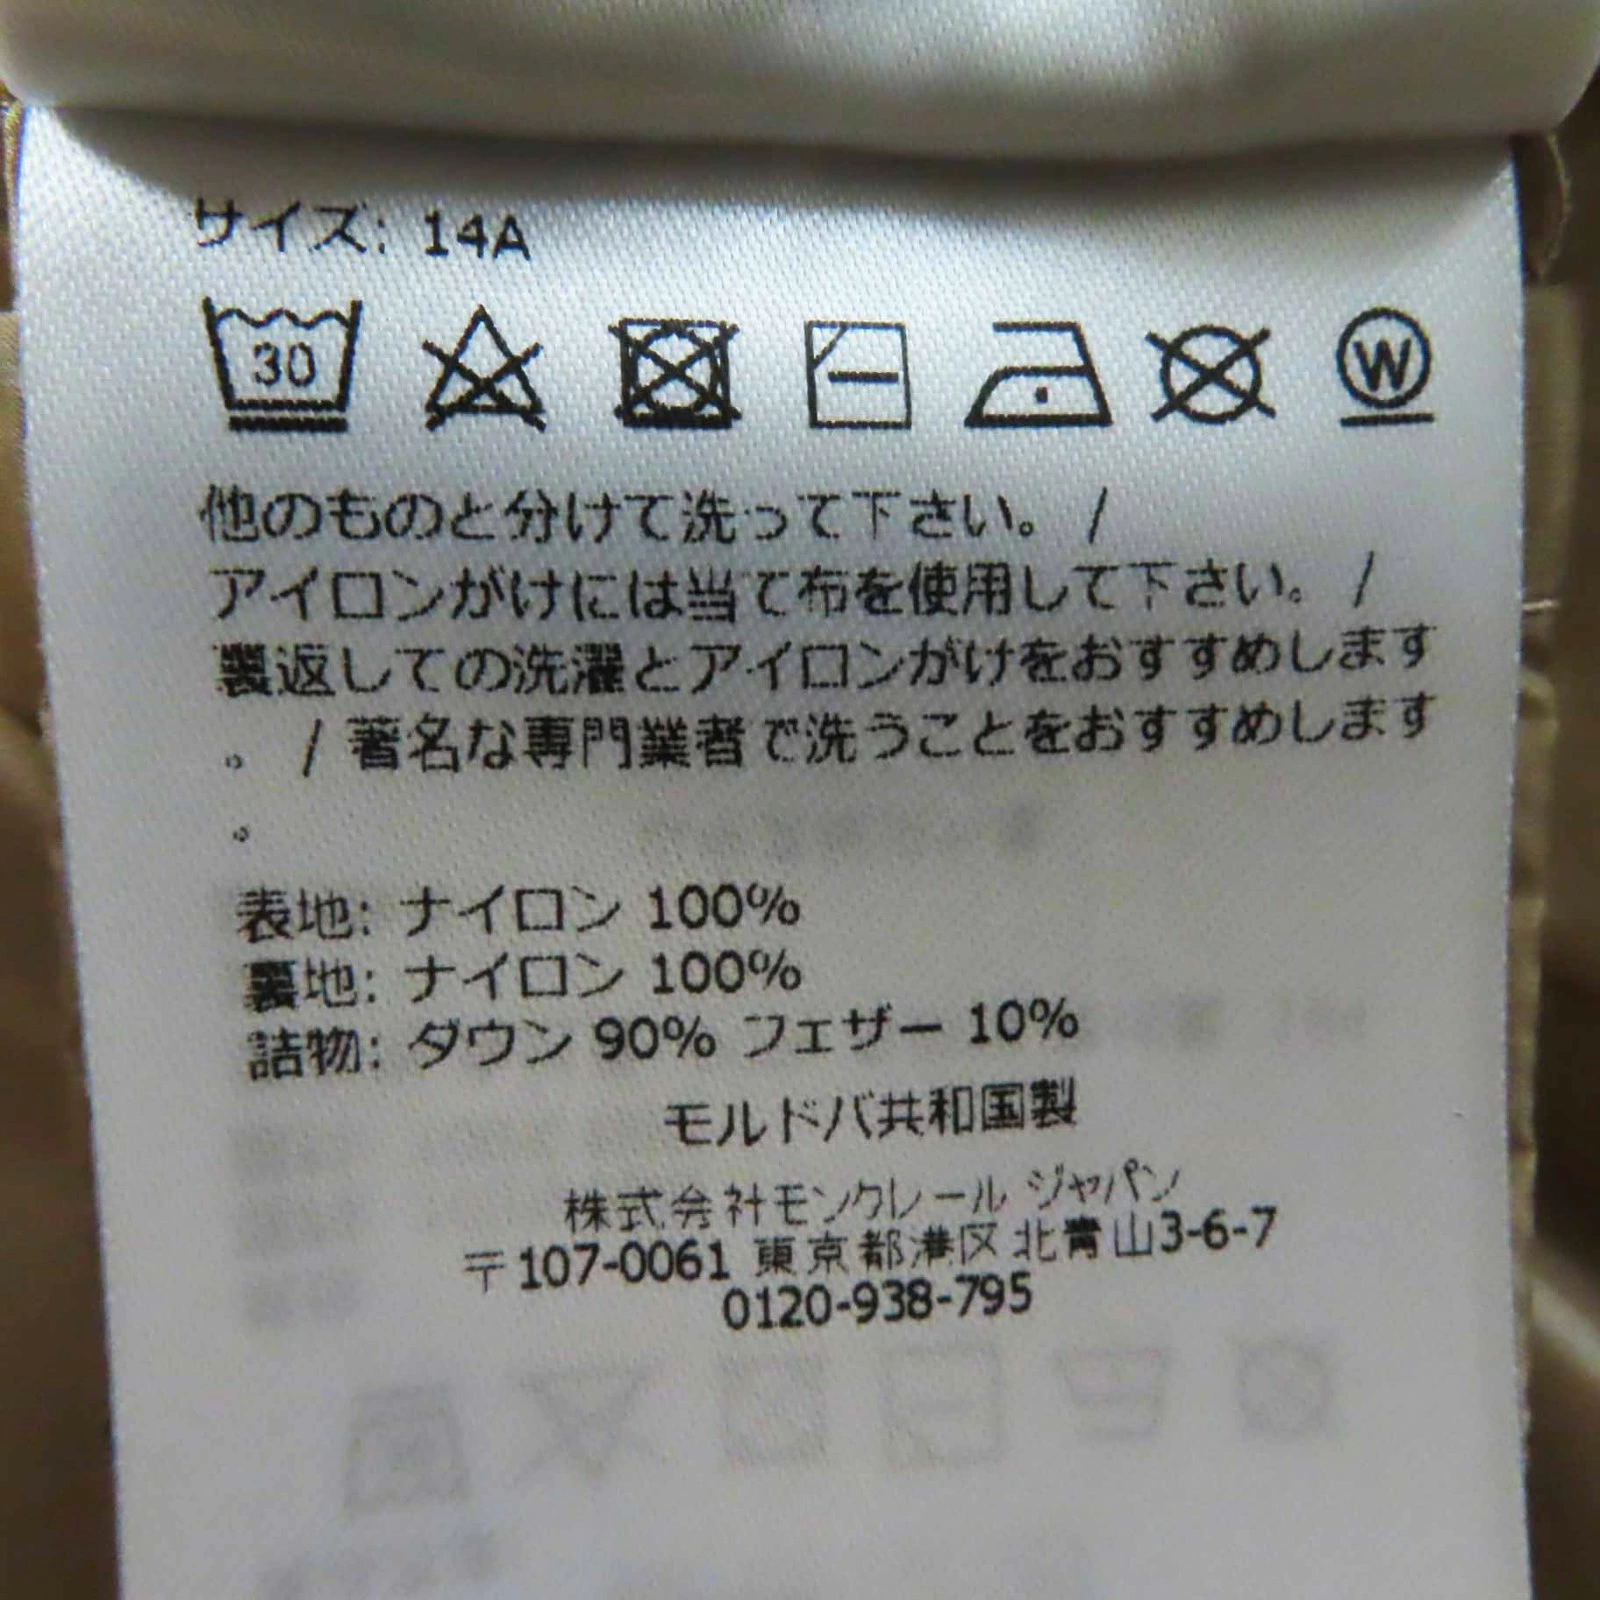 サイズ: 14A
30
W
他のものと分けて洗って下さい。 /
アイロンがけには当て布を使用して下さい。 /
裏返しての洗濯とアイロンがけをおすすめします
。 / 著名な専門業者で洗うことをおすすめします
。
表地: ナイロン 100%
裏地: ナイロン 100%
詰物: ダウン 90% フェザー 10%
モルドバ共和国製
株式会社モンクレール ジャパン
〒107-0061 東京都港区北青山3-6-7
0120-938-795